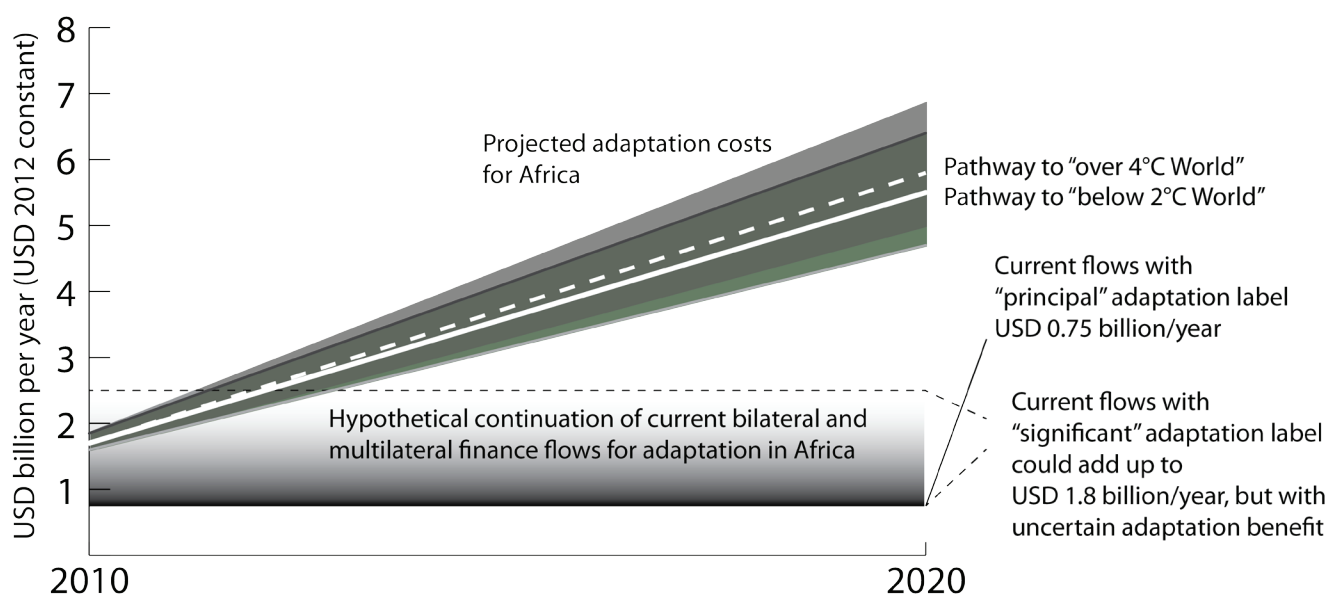 USD billion per year (USD 2012 constant)
8
7
6
5
4
3
2
1
2010
2020
Projected adaptation costs
for Africa
Pathway to “over 4°C World”
Pathway to “below 2°C World”
Current flows with
“principal” adaptation label
USD 0.75 billion/year
Hypothetical continuation of current bilateral and
multilateral finance flows for adaptation in Africa
Current flows with
“significant” adaptation label
could add up to
USD 1.8 billion/year, but with
uncertain adaptation benefit